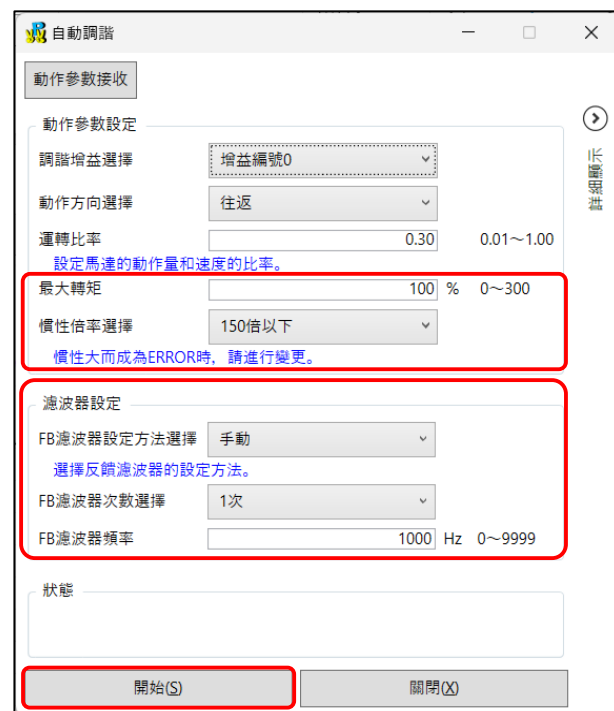 自動調諧
動作參數接收
動作參數設定
調諧增益選擇 增益編號0
動作方向選擇 往返
運轉比率 0.30 0.01～1.00
設定馬達的動作量和速度的比率。
最大轉矩 100 % 0～300
慣性倍率選擇 150倍以下
慣性大而成為ERROR時，請進行變更。
濾波器設定
FB濾波器設定方法選擇 手動
選擇反饋濾波器的設定方法。
FB濾波器次數選擇 1次
FB濾波器頻率 1000 Hz 0～9999
狀態
開始(S) 關閉(X)
詳細顯示